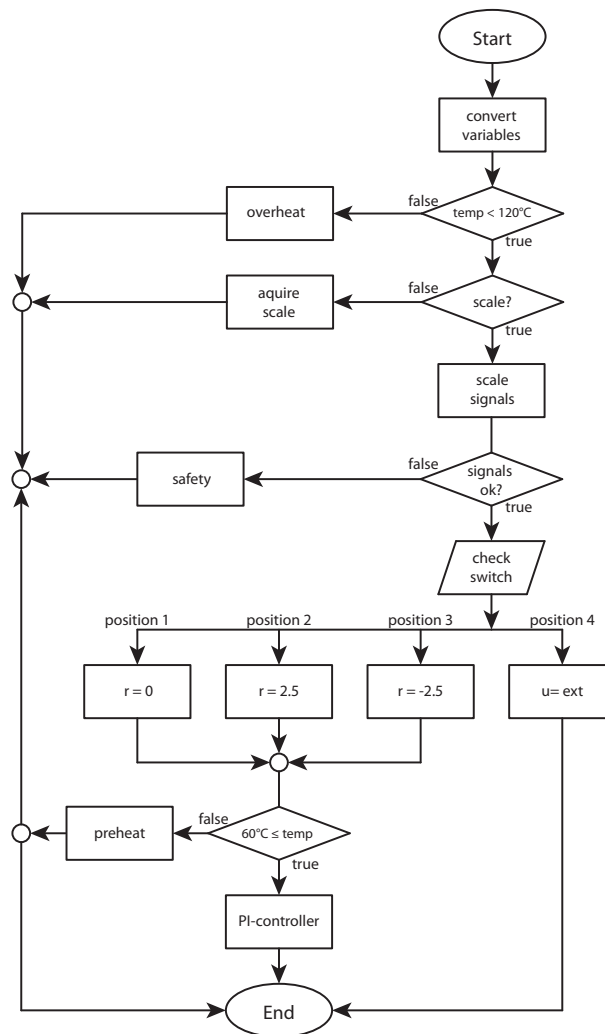 Start
convert
variables
false
overheat
temp < 120°C
true
false
aquire
scale
scale?
true
scale
signals
false
safety
signals
ok?
true
check
switch
position 1
position 2
position 3
position 4
r = 0
r = 2.5
r = -2.5
u= ext
false
preheat
60°C ≤ temp
true
PI-controller
End